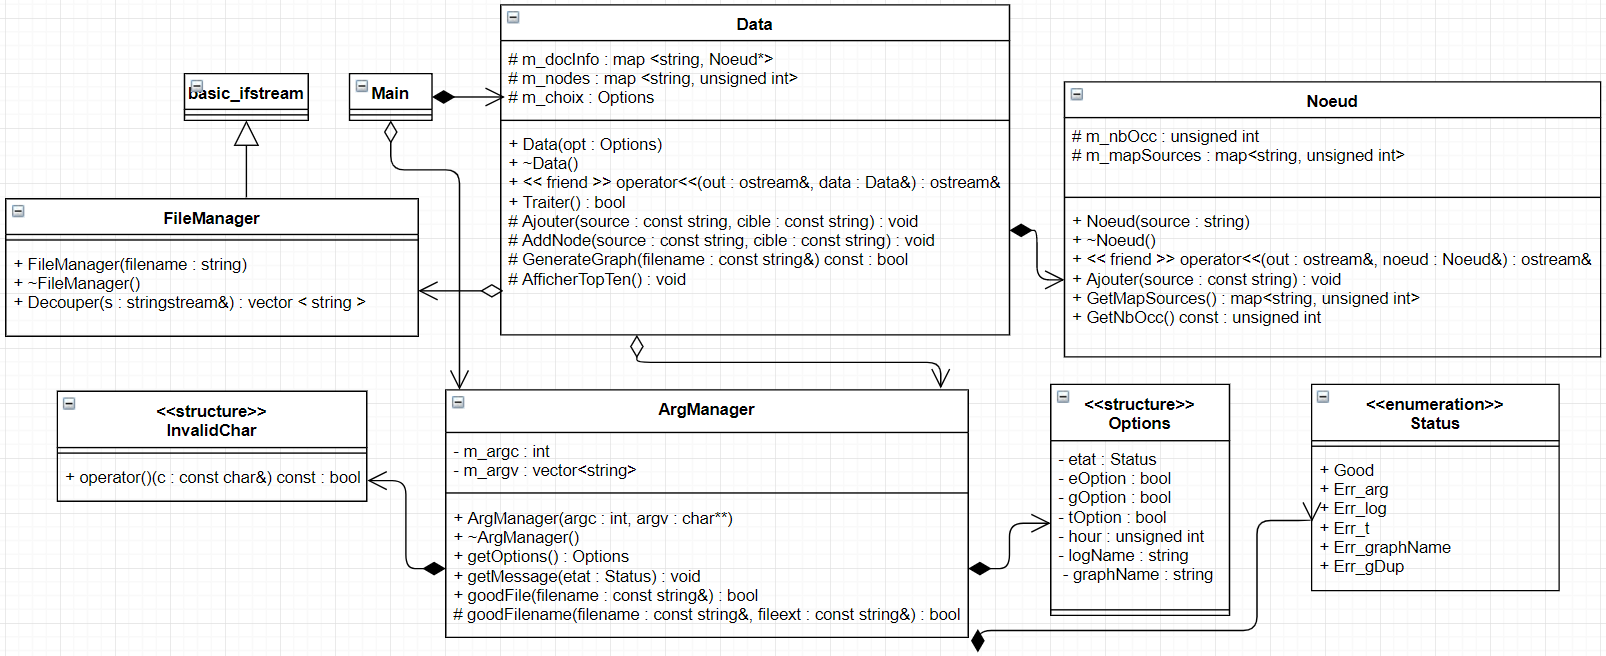 Data
# m_docInfo : map <string, Noeud*>
# m_nodes : map <string, unsigned int>
# m_choix : Options
+ Data(opt : Options)
+ ~Data()
+ << friend >> operator<<(out : ostream&, data : Data&) : ostream&
+ Traiter() : bool
# Ajouter(source : const string, cible : const string) : void
# AddNode(source : const string, cible : const string) : void
# GenerateGraph(filename : const string&) const : bool
# AfficherTopTen() : void
basic_ifstream
Main
Noeud
# m_nbOcc : unsigned int
# m_mapSources : map<string, unsigned int>
+ Noeud(source : string)
+ ~Noeud()
+ << friend >> operator<<(out : ostream&, noeud : Noeud&) : ostream&
+ Ajouter(source : const string) : void
+ GetMapSources() : map<string, unsigned int>
+ GetNbOcc() const : unsigned int
FileManager
+ FileManager(filename : string)
+ ~FileManager()
+ Decouper(s : stringstream&) : vector < string >
<<structure>>
InvalidChar
+ operator()(c : const char&) const : bool
ArgManager
- m_argc : int
- m_argv : vector<string>
+ ArgManager(argc : int, argv : char**)
+ ~ArgManager()
+ getOptions() : Options
+ getMessage(etat : Status) : void
+ goodFile(filename : const string&) : bool
# goodFilename(filename : const string&, fileext : const string&) : bool
<<structure>>
Options
- etat : Status
- eOption : bool
- gOption : bool
- tOption : bool
- hour : unsigned int
- logName : string
- graphName : string
<<enumeration>>
Status
+ Good
+ Err_arg
+ Err_log
+ Err_t
+ Err_graphName
+ Err_gDup